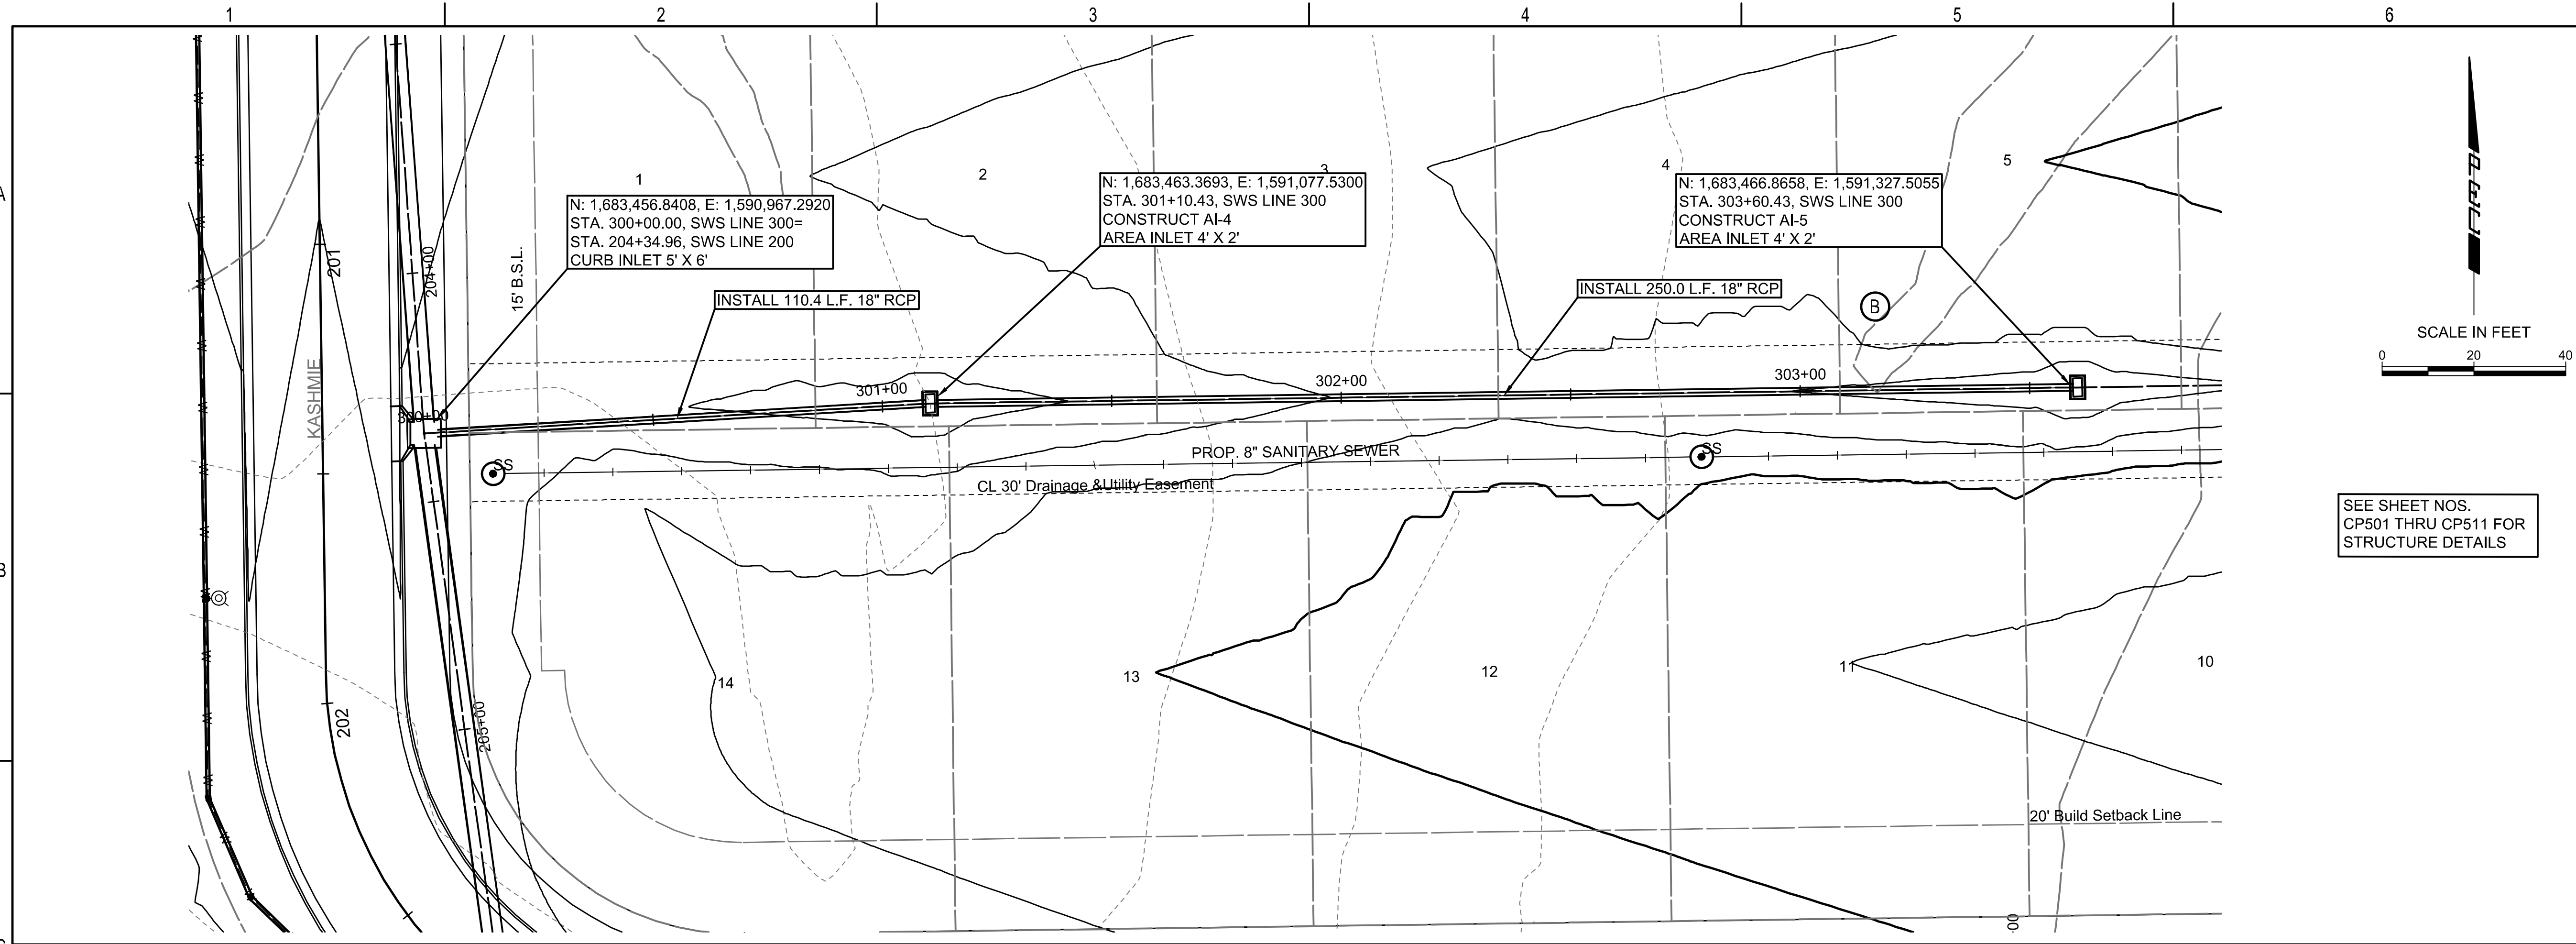 1 2 3 4 5 6
A
B
1
2
3
4
5
N: 1,683,456.8408, E: 1,590,967.2920
STA. 300+00.00, SWS LINE 300=
STA. 204+34.96, SWS LINE 200
CURB INLET 5' X 6'
N: 1,683,463.3693, E: 1,591,077.5300
STA. 301+10.43, SWS LINE 300
CONSTRUCT AI-4
AREA INLET 4' X 2'
N: 1,683,466.8658, E: 1,591,327.5055
STA. 303+60.43, SWS LINE 300
CONSTRUCT AI-5
AREA INLET 4' X 2'
201
204+00
15' B.S.L.
INSTALL 110.4 L.F. 18" RCP
INSTALL 250.0 L.F. 18" RCP
B
SCALE IN FEET
0 20 40
KASHMIE
300+00
301+00
302+00
303+00
SS
PROP. 8" SANITARY SEWER
SS
CL 30' Drainage &Utility Easement
SEE SHEET NOS.
CP501 THRU CP511 FOR
STRUCTURE DETAILS
W
202
205+00
14
13
12
11
10
20' Build Setback Line